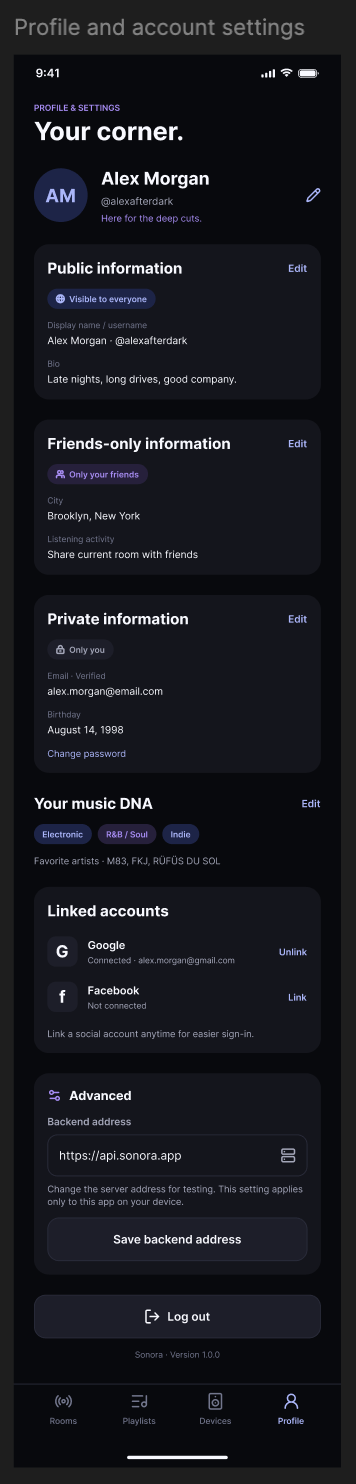 Profile and account settings
9:41
PROFILE & SETTINGS
Your corner.
AM
Alex Morgan
@alexafterdark
Here for the deep cuts.
Public information
Edit
Visible to everyone
Display name / username
Alex Morgan · @alexafterdark
Bio
Late nights, long drives, good company.
Friends-only information
Edit
Only your friends
City
Brooklyn, New York
Listening activity
Share current room with friends
Private information
Edit
Only you
Email · Verified
alex.morgan@email.com
Birthday
August 14, 1998
Change password
Your music DNA
Edit
Electronic
R&B / Soul
Indie
Favorite artists · M83, FKJ, RÜFÜS DU SOL
Linked accounts
G
Google
Connected · alex.morgan@gmail.com
Unlink
f
Facebook
Not connected
Link
Link a social account anytime for easier sign-in.
Advanced
Backend address
https://api.sonora.app
Change the server address for testing. This setting applies
only to this app on your device.
Save backend address
Log out
Sonora · Version 1.0.0
Rooms
Playlists
Devices
Profile